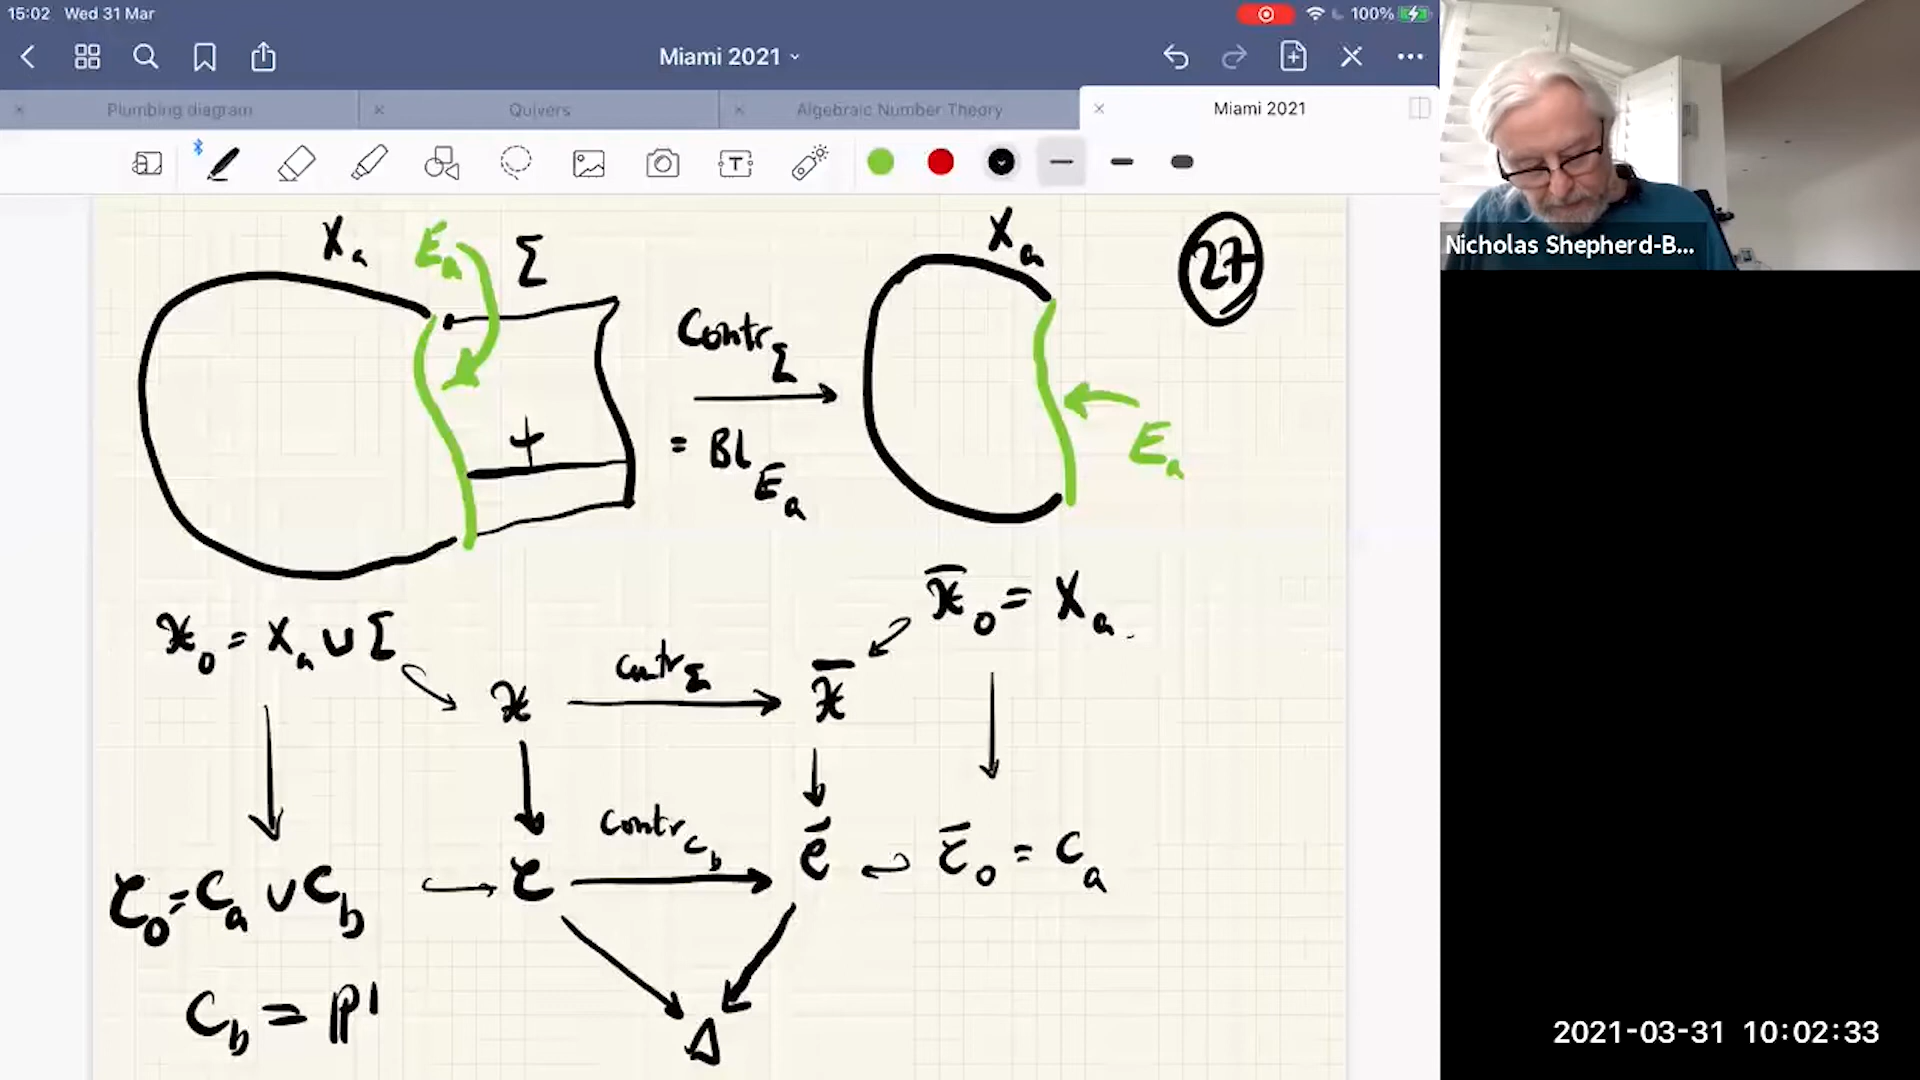 15:02 Wed 31 Mar
100%
Miami 2021
Plumbing diagram
Quivers
Algebraic Number Theory
Miami 2021
Nicholas Shepherd-B...
X_a E_a Σ
+
Contr_Σ
= Bl_{E_a}
X_a
E_a
27
𝒳_0 = X_a ∪ Σ
𝒳
contr_Σ
𝒳̄
𝒳̄_0 = X_a.
𝒞_0 = C_a ∪ C_b
𝒞
contr_{C_b}
𝒞̄
𝒞̄_0 = C_a
C_b = ℙ¹
Δ
2021-03-31 10:02:33